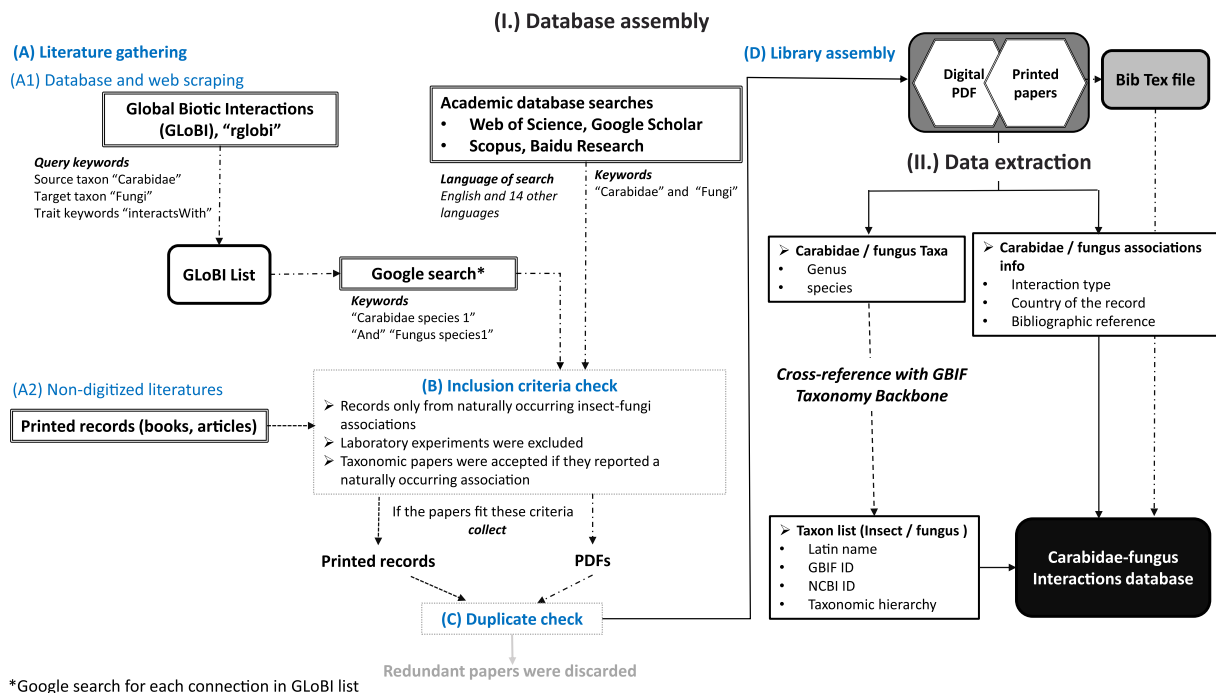 (I.) Database assembly
(A) Literature gathering
(A1) Database and web scraping
Global Biotic Interactions
(GLoBI), “rglobi”
Query keywords
Source taxon “Carabidae”
Target taxon “Fungi”
Trait keywords “interactsWith”
GLoBI List
Academic database searches
• Web of Science, Google Scholar
• Scopus, Baidu Research
Language of search
English and 14 other
languages
Keywords
“Carabidae” and “Fungi”
Google search*
Keywords
“Carabidae species 1”
“And” “Fungus species1”
(A2) Non-digitized literatures
Printed records (books, articles)
(B) Inclusion criteria check
➢ Records only from naturally occurring insect-fungi
associations
➢ Laboratory experiments were excluded
➢ Taxonomic papers were accepted if they reported a
naturally occurring association
If the papers fit these criteria
collect
Printed records
PDFs
(C) Duplicate check
Redundant papers were discarded
*Google search for each connection in GLoBI list
(D) Library assembly
Digital
PDF
Printed
papers
Bib Tex file
(II.) Data extraction
➢ Carabidae / fungus Taxa
• Genus
• species
➢ Carabidae / fungus associations
info
• Interaction type
• Country of the record
• Bibliographic reference
Cross-reference with GBIF
Taxonomy Backbone
➢ Taxon list (Insect / fungus )
• Latin name
• GBIF ID
• NCBI ID
• Taxonomic hierarchy
Carabidae-fungus
Interactions database